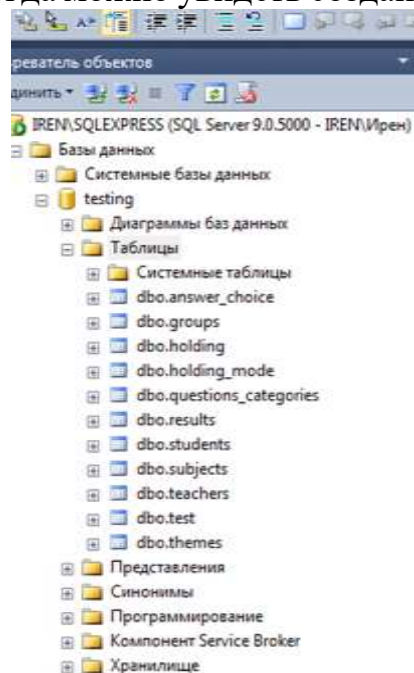 можно увидеть
реватель объектов
динить
IREN\SQLEXPRESS (SQL Server 9.0.5000 - IREN\Ирен)
Базы данных
Системные базы данных
testing
Диаграммы баз данных
Таблицы
Системные таблицы
dbo.answer_choice
dbo.groups
dbo.holding
dbo.holding_mode
dbo.questions_categories
dbo.results
dbo.students
dbo.subjects
dbo.teachers
dbo.test
dbo.themes
Представления
Синонимы
Программирование
Компонент Service Broker
Хранилище